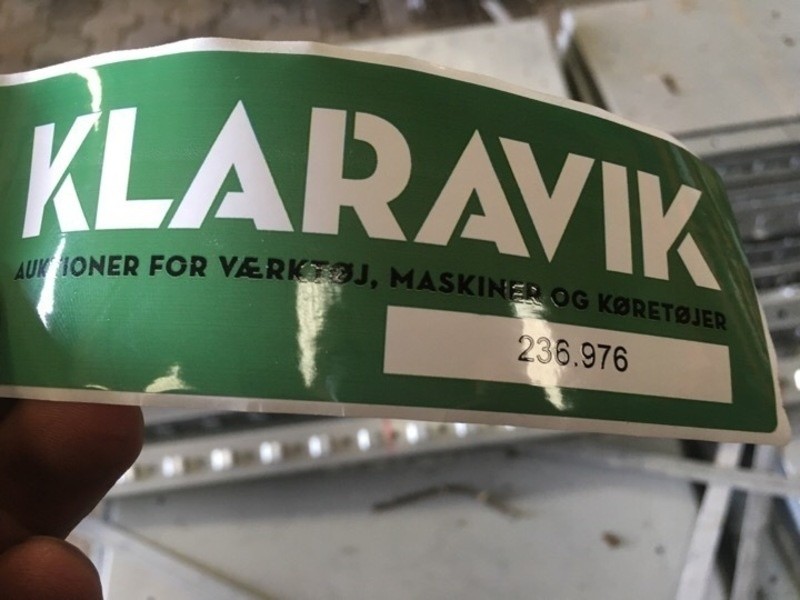 KLARAVIK
AUKTIONER FOR VÆRKTØJ, MASKINER OG KØRETØJER
236.976